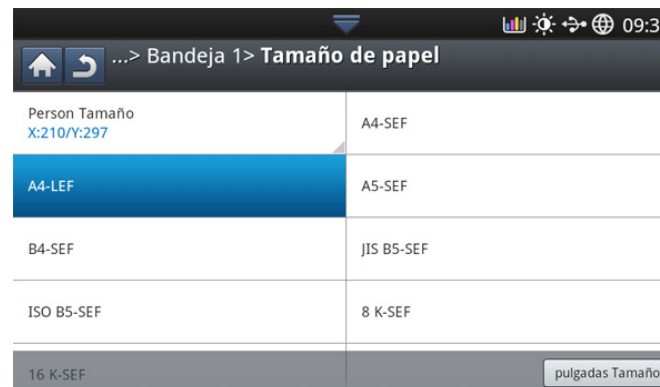 09:3
...> Bandeja 1> Tamaño de papel
Person Tamaño
X:210/Y:297
A4-SEF
A4-LEF
A5-SEF
B4-SEF
JIS B5-SEF
ISO B5-SEF
8 K-SEF
16 K-SEF
pulgadas Tamaño